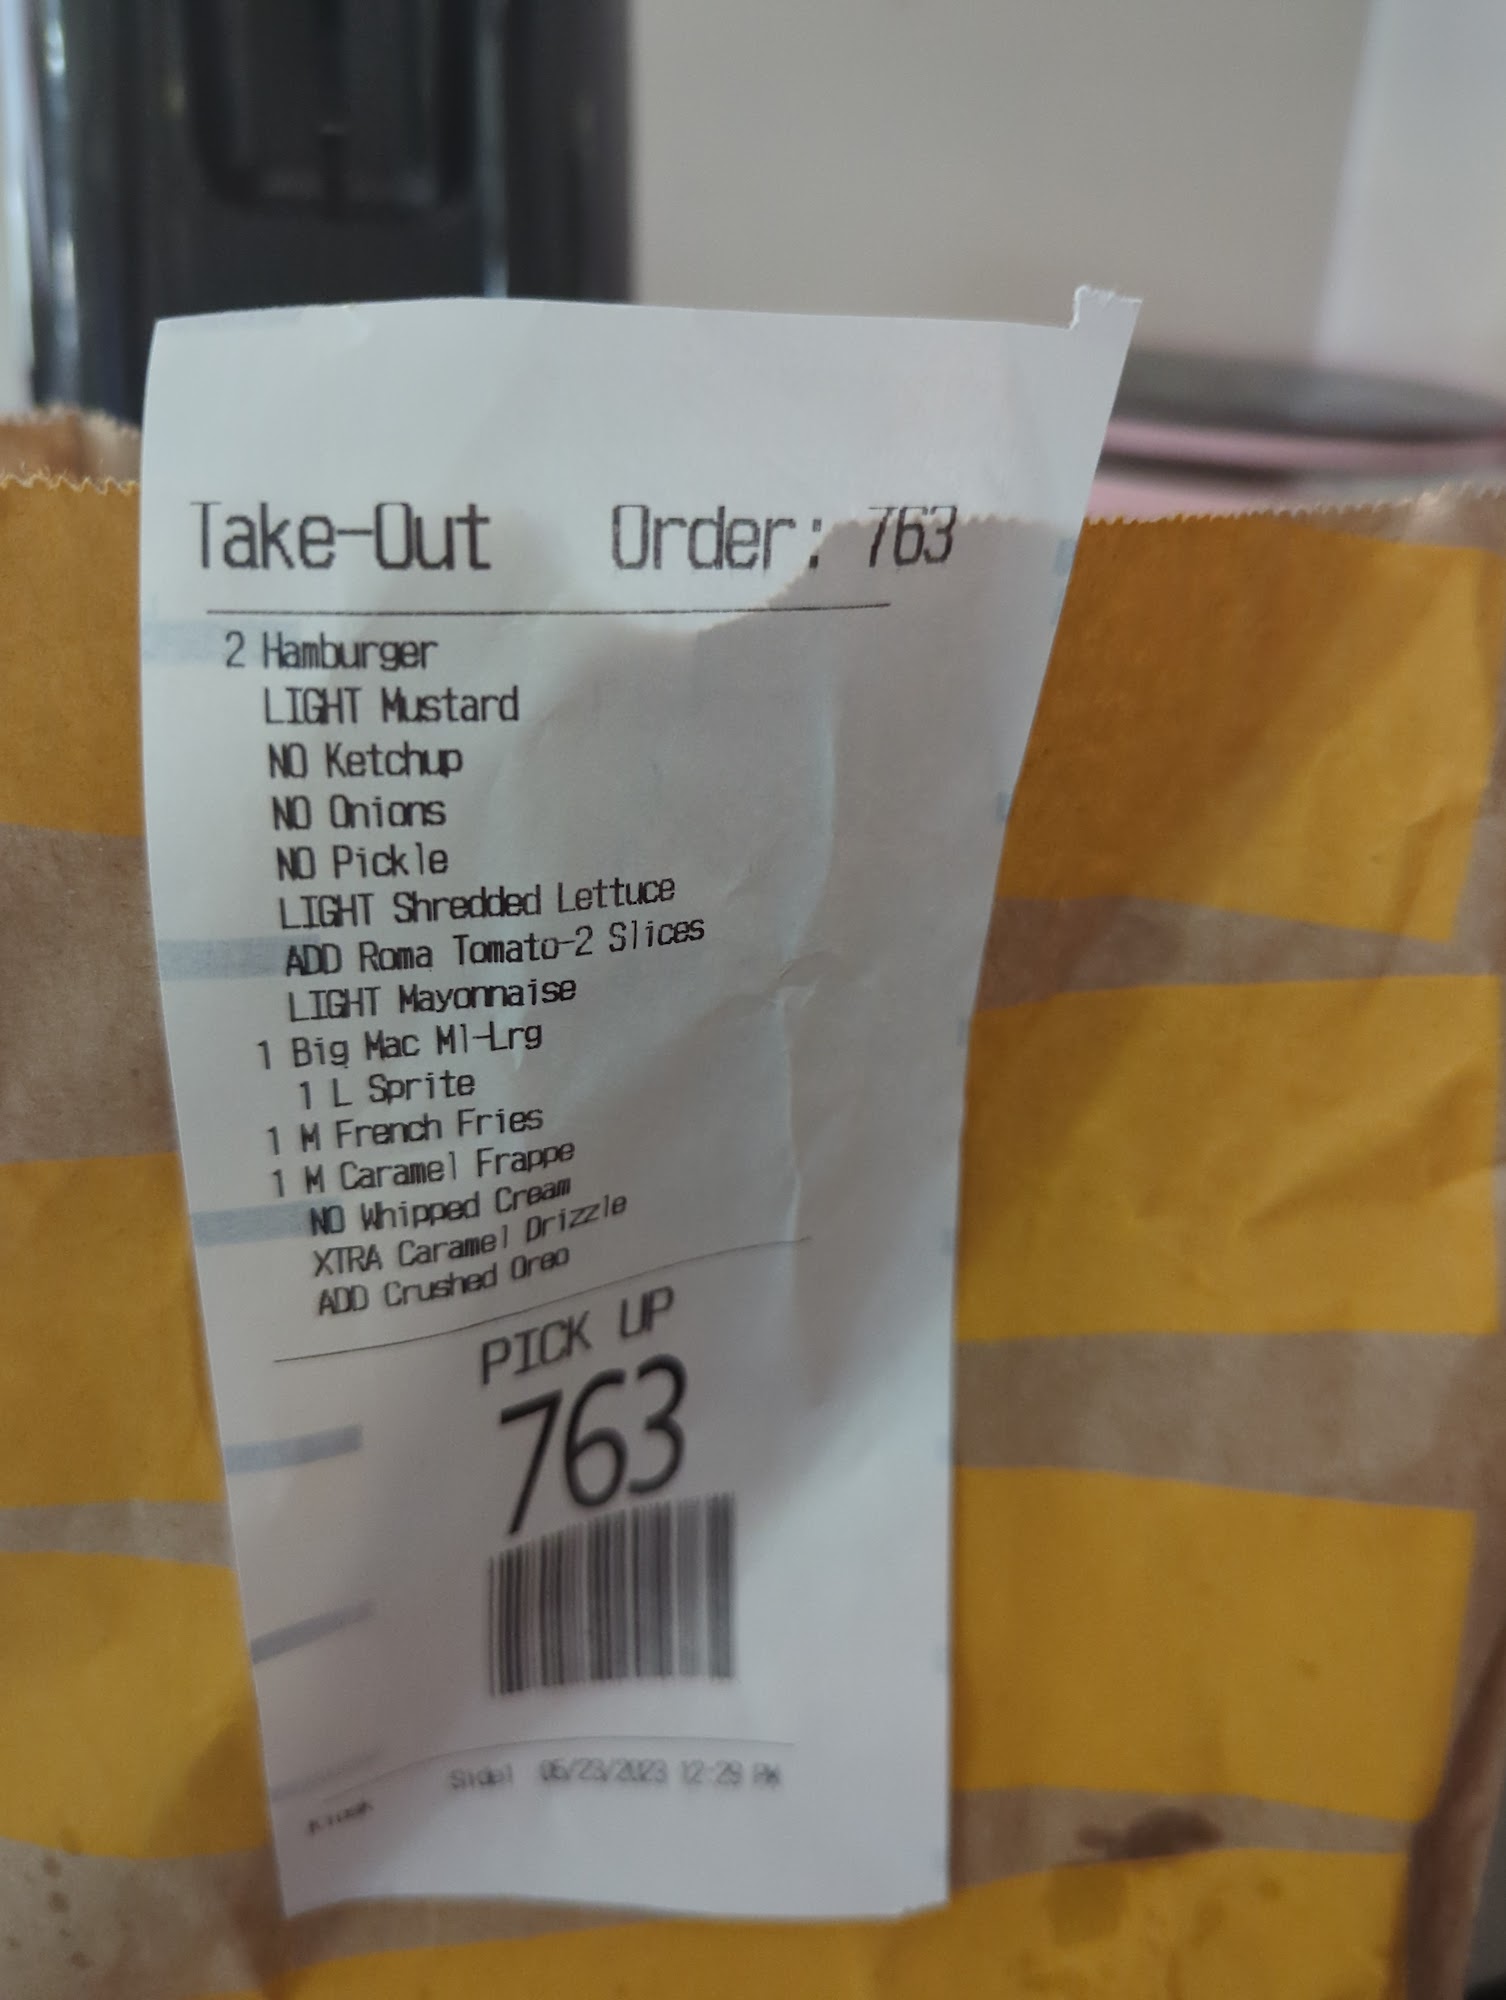 Take-Out Order: 763
2 Hamburger
LIGHT Mustard
NO Ketchup
NO Onions
NO Pickle
LIGHT Shredded Lettuce
ADD Roma Tomato-2 Slices
LIGHT Mayonnaise
1 Big Mac Ml-Lrg
1 L Sprite
1 M French Fries
1 M Caramel Frappe
NO Whipped Cream
XTRA Caramel Drizzle
ADD Crushed Oreo
PICK UP
763
05/23/2023 12:29 PM